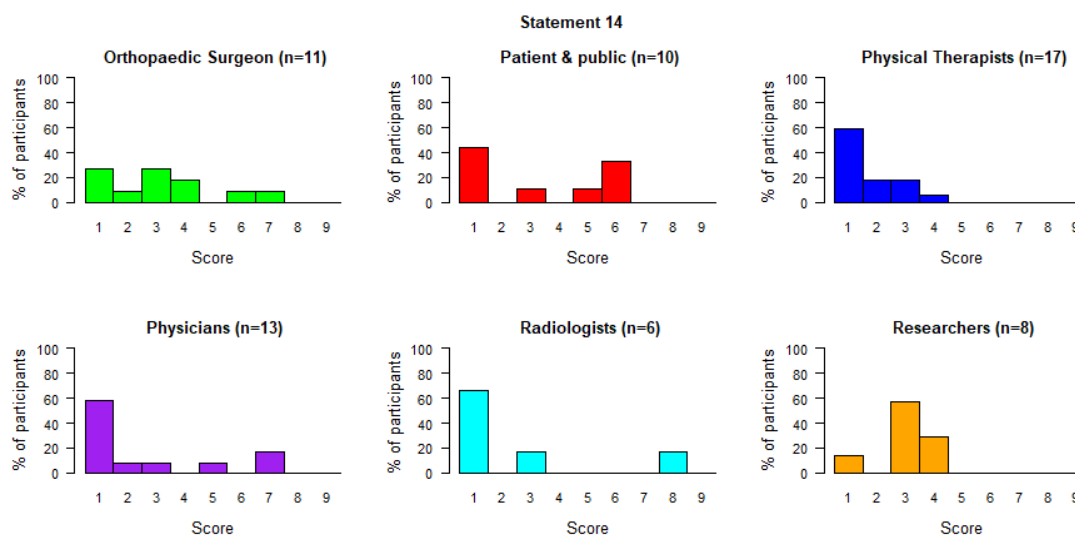 Statement 14
Orthopaedic Surgeon (n=11)
% of participants
100
80
60
40
20
0
1 2 3 4 5 6 7 8 9
Score
Patient & public (n=10)
% of participants
100
80
60
40
20
0
1 2 3 4 5 6 7 8 9
Score
Physical Therapists (n=17)
% of participants
100
80
60
40
20
0
1 2 3 4 5 6 7 8 9
Score
Physicians (n=13)
% of participants
100
80
60
40
20
0
1 2 3 4 5 6 7 8 9
Score
Radiologists (n=6)
% of participants
100
80
60
40
20
0
1 2 3 4 5 6 7 8 9
Score
Researchers (n=8)
% of participants
100
80
60
40
20
0
1 2 3 4 5 6 7 8 9
Score